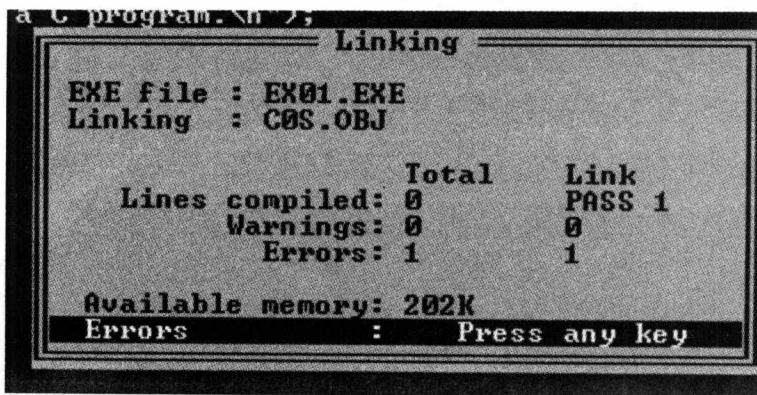 a C program.\n");
Linking
EXE file : EX01.EXE
Linking : C0S.OBJ
Total Link
Lines compiled: 0 PASS 1
Warnings: 0 0
Errors: 1 1
Available memory: 202K
Errors : Press any key